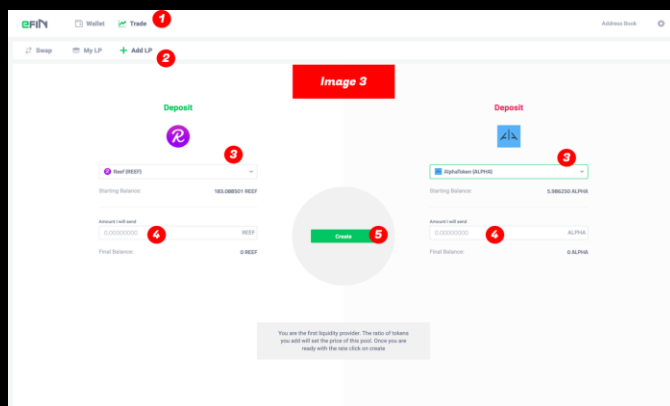 eFIN
Wallet
Trade
1
Address Book
Swap
My LP
Add LP
2
Image 3
Deposit
Deposit
3
3
Reef (REEF)
AlphaToken (ALPHA)
Starting Balance:
183.088501 REEF
Starting Balance:
5.986250 ALPHA
Amount I will send
Amount I will send
0.00000000
4
REEF
Create
5
0.00000000
4
ALPHA
Final Balance:
0 REEF
Final Balance:
0 ALPHA
You are the first liquidity provider. The ratio of tokens
you add will set the price of this pool. Once you are
ready with the rate click on create